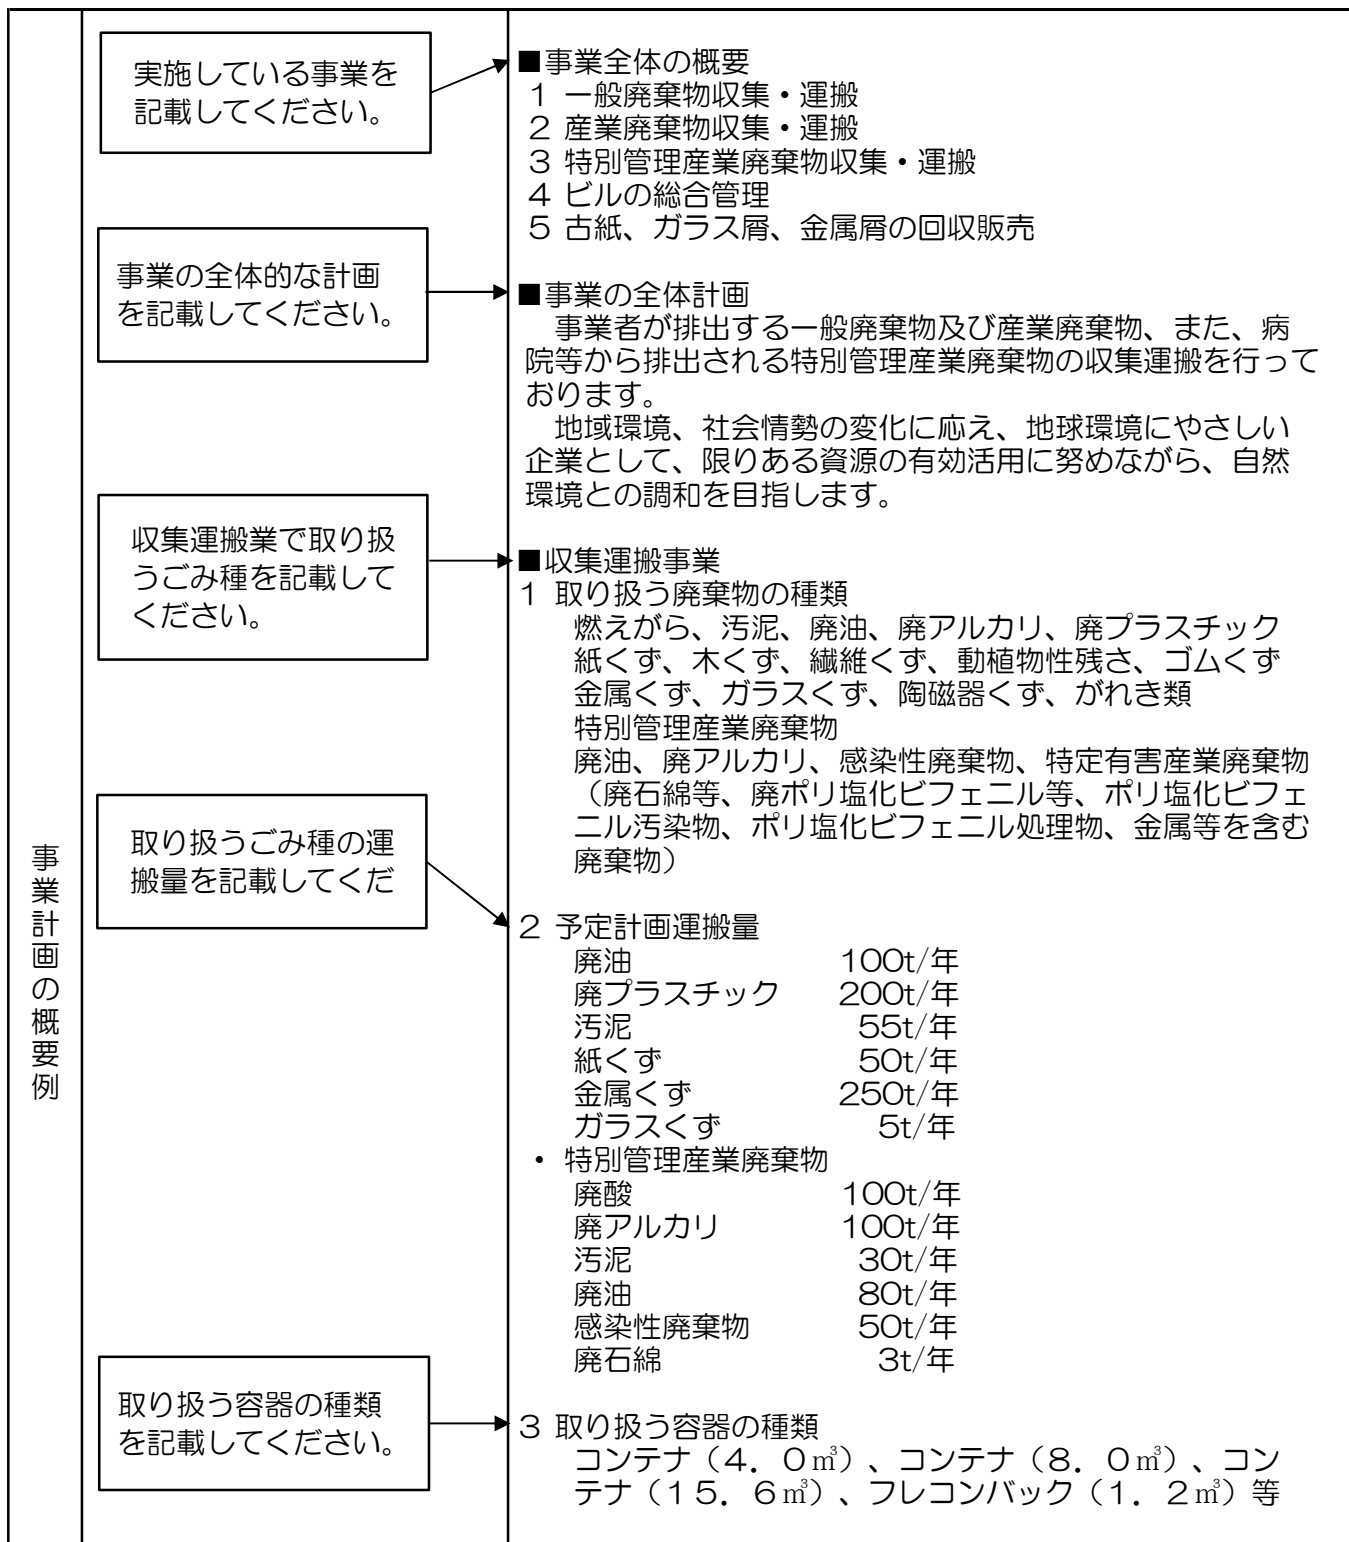 事業計画の概要例
実施している事業を
記載してください。
事業の全体的な計画
を記載してください。
収集運搬業で取り扱
うごみ種を記載して
ください。
取り扱うごみ種の運
搬量を記載してくだ
取り扱う容器の種類
を記載してください。
■事業全体の概要
１ 一般廃棄物収集・運搬
２ 産業廃棄物収集・運搬
３ 特別管理産業廃棄物収集・運搬
４ ビルの総合管理
５ 古紙、ガラス屑、金属屑の回収販売
■事業の全体計画
事業者が排出する一般廃棄物及び産業廃棄物、また、病
院等から排出される特別管理産業廃棄物の収集運搬を行って
おります。
地域環境、社会情勢の変化に応え、地球環境にやさしい
企業として、限りある資源の有効活用に努めながら、自然
環境との調和を目指します。
■収集運搬事業
１ 取り扱う廃棄物の種類
燃えがら、汚泥、廃油、廃アルカリ、廃プラスチック
紙くず、木くず、繊維くず、動植物性残さ、ゴムくず
金属くず、ガラスくず、陶磁器くず、がれき類
特別管理産業廃棄物
廃油、廃アルカリ、感染性廃棄物、特定有害産業廃棄物
（廃石綿等、廃ポリ塩化ビフェニル等、ポリ塩化ビフェ
ニル汚染物、ポリ塩化ビフェニル処理物、金属等を含む
廃棄物）
２ 予定計画運搬量
廃油 100t/年
廃プラスチック 200t/年
汚泥 55t/年
紙くず 50t/年
金属くず 250t/年
ガラスくず 5t/年
・ 特別管理産業廃棄物
廃酸 100t/年
廃アルカリ 100t/年
汚泥 30t/年
廃油 80t/年
感染性廃棄物 50t/年
廃石綿 3t/年
３ 取り扱う容器の種類
コンテナ（４．０㎥）、コンテナ（８．０㎥）、コン
テナ（１５．６㎥）、フレコンバック（１．２㎥）等